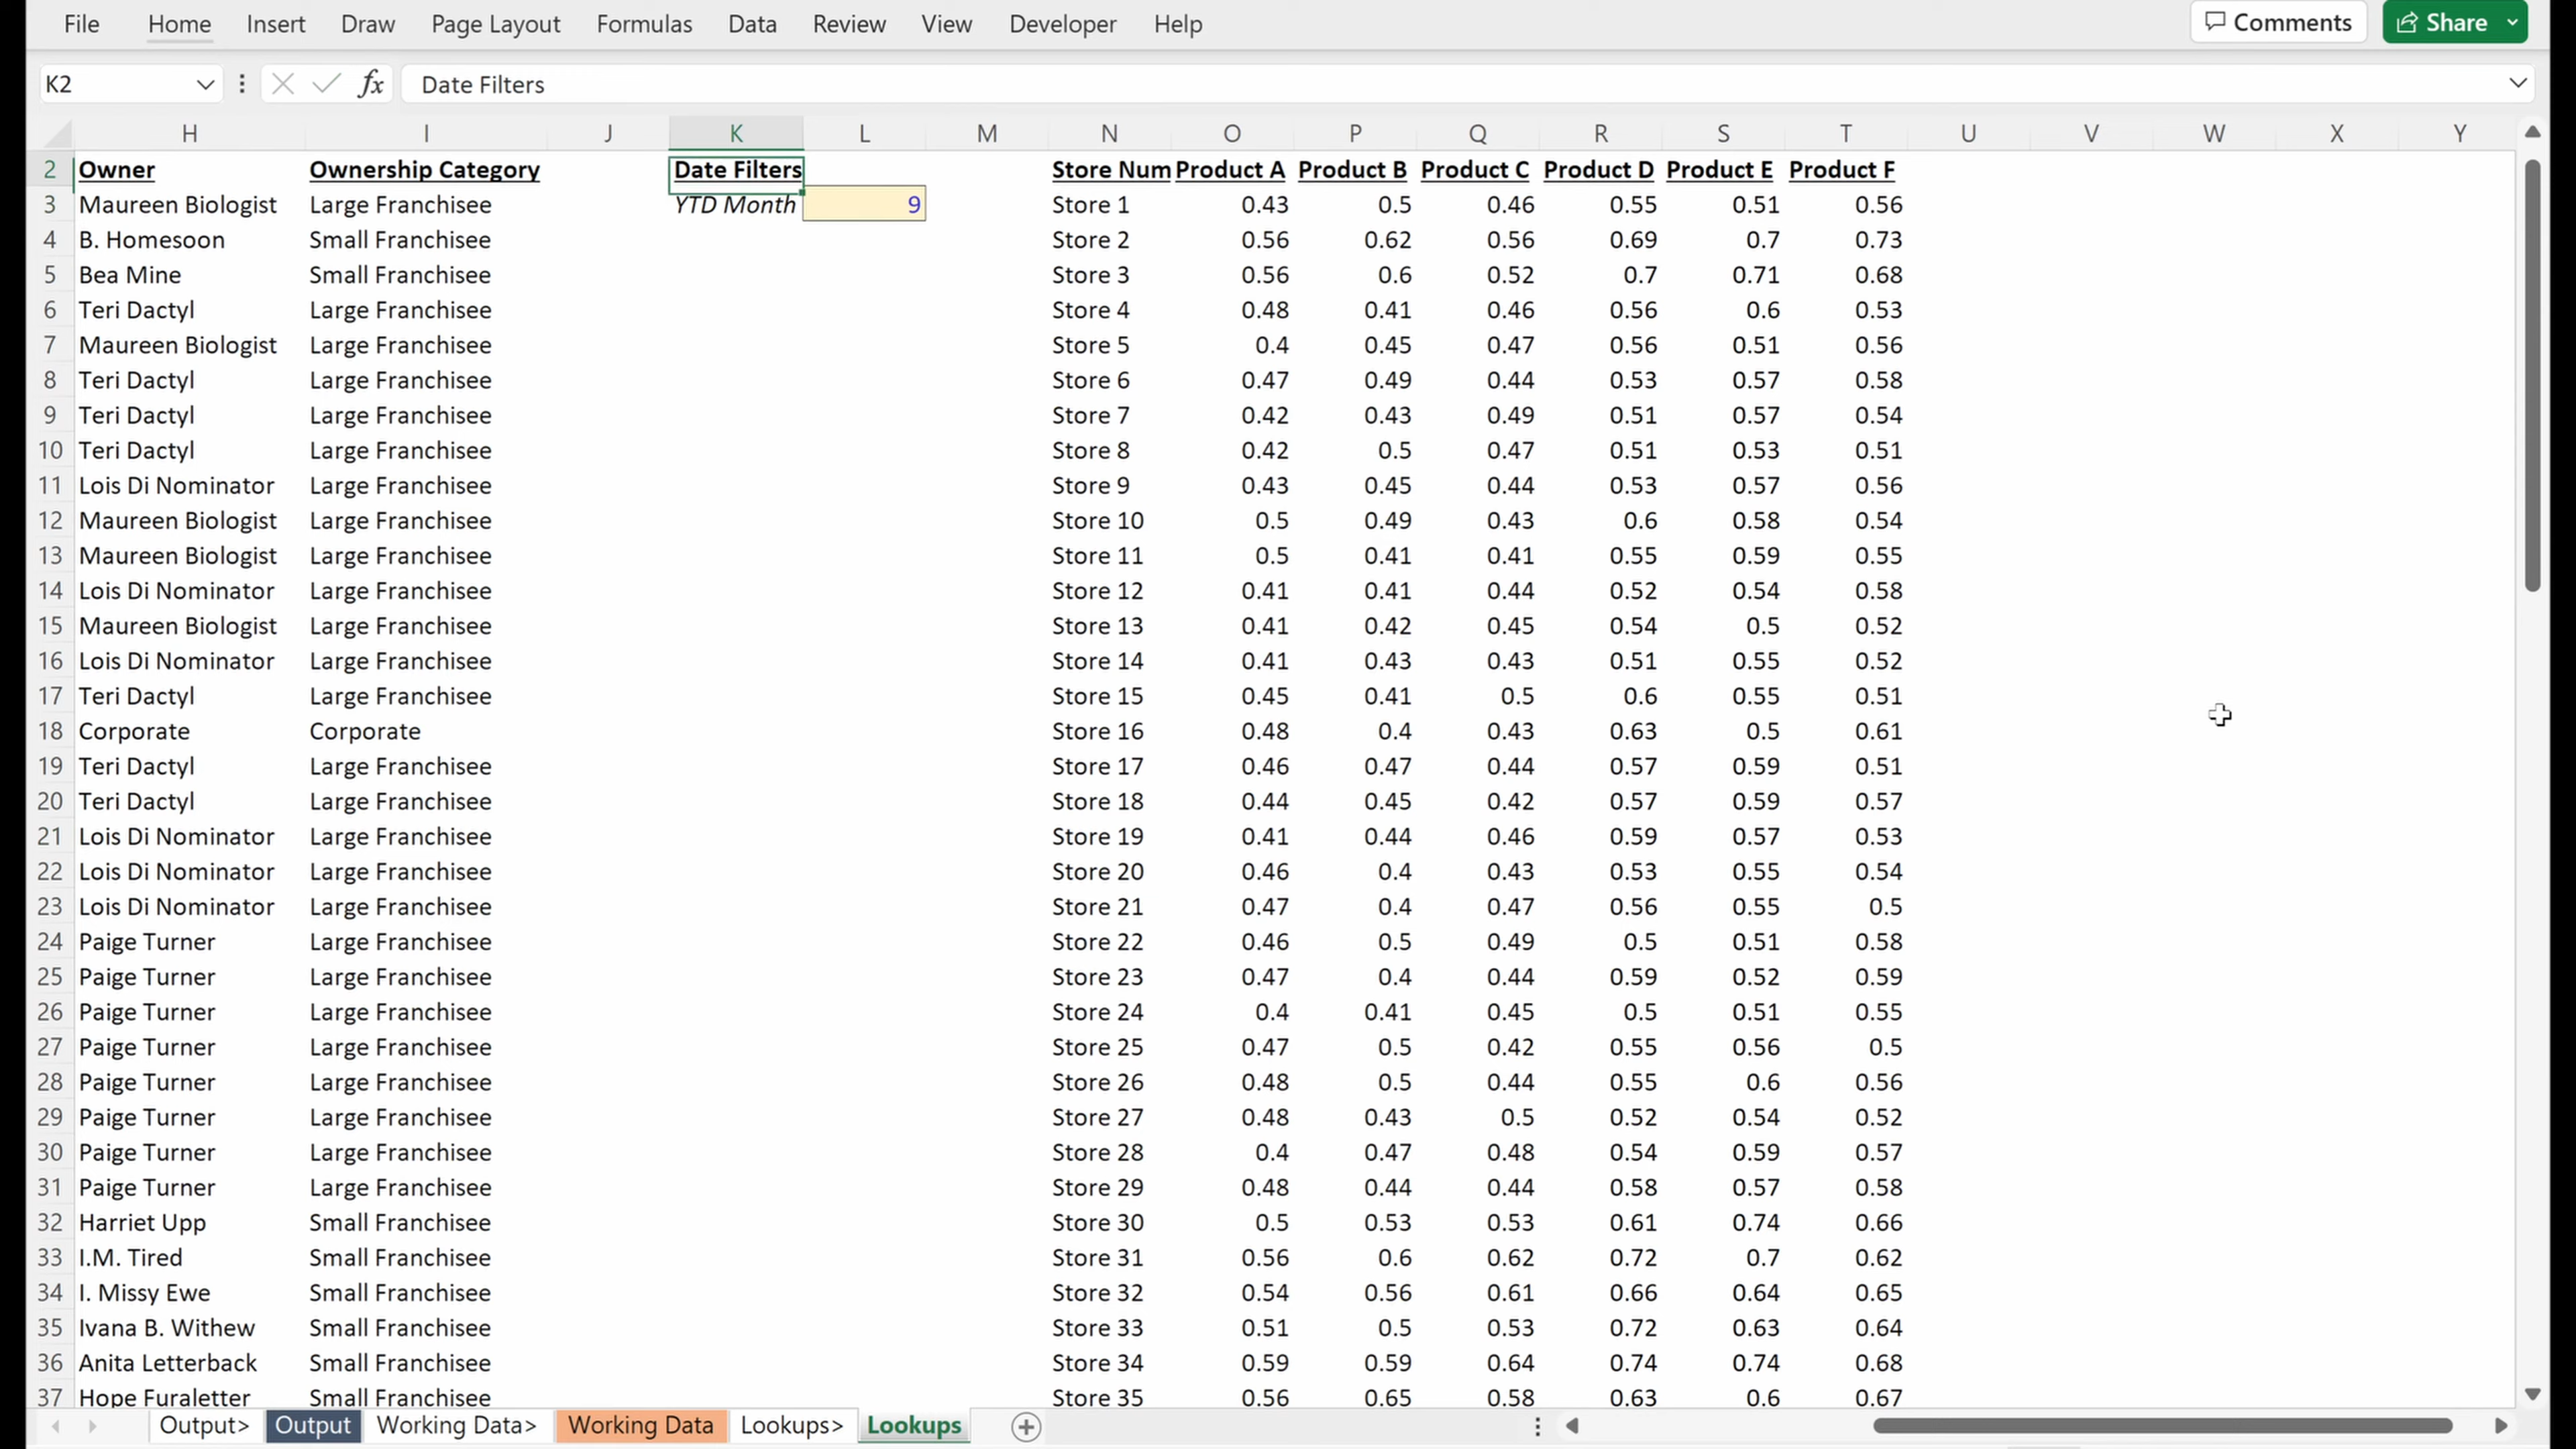 File Home Insert Draw Page Layout Formulas Data Review View Developer Help Comments Share
K2 fx Date Filters
H I J K L M N O P Q R S T U V W X Y
2 Owner Ownership Category Date Filters Store Num Product A Product B Product C Product D Product E Product F
3 Maureen Biologist Large Franchisee YTD Month 9 Store 1 0.43 0.5 0.46 0.55 0.51 0.56
4 B. Homesoon Small Franchisee Store 2 0.56 0.62 0.56 0.69 0.7 0.73
5 Bea Mine Small Franchisee Store 3 0.56 0.6 0.52 0.7 0.71 0.68
6 Teri Dactyl Large Franchisee Store 4 0.48 0.41 0.46 0.56 0.6 0.53
7 Maureen Biologist Large Franchisee Store 5 0.4 0.45 0.47 0.56 0.51 0.56
8 Teri Dactyl Large Franchisee Store 6 0.47 0.49 0.44 0.53 0.57 0.58
9 Teri Dactyl Large Franchisee Store 7 0.42 0.43 0.49 0.51 0.57 0.54
10 Teri Dactyl Large Franchisee Store 8 0.42 0.5 0.47 0.51 0.53 0.51
11 Lois Di Nominator Large Franchisee Store 9 0.43 0.45 0.44 0.53 0.57 0.56
12 Maureen Biologist Large Franchisee Store 10 0.5 0.49 0.43 0.6 0.58 0.54
13 Maureen Biologist Large Franchisee Store 11 0.5 0.41 0.41 0.55 0.59 0.55
14 Lois Di Nominator Large Franchisee Store 12 0.41 0.41 0.44 0.52 0.54 0.58
15 Maureen Biologist Large Franchisee Store 13 0.41 0.42 0.45 0.54 0.5 0.52
16 Lois Di Nominator Large Franchisee Store 14 0.41 0.43 0.43 0.51 0.55 0.52
17 Teri Dactyl Large Franchisee Store 15 0.45 0.41 0.5 0.6 0.55 0.51
18 Corporate Corporate Store 16 0.48 0.4 0.43 0.63 0.5 0.61
19 Teri Dactyl Large Franchisee Store 17 0.46 0.47 0.44 0.57 0.59 0.51
20 Teri Dactyl Large Franchisee Store 18 0.44 0.45 0.42 0.57 0.59 0.57
21 Lois Di Nominator Large Franchisee Store 19 0.41 0.44 0.46 0.59 0.57 0.53
22 Lois Di Nominator Large Franchisee Store 20 0.46 0.4 0.43 0.53 0.55 0.54
23 Lois Di Nominator Large Franchisee Store 21 0.47 0.4 0.47 0.56 0.55 0.5
24 Paige Turner Large Franchisee Store 22 0.46 0.5 0.49 0.5 0.51 0.58
25 Paige Turner Large Franchisee Store 23 0.47 0.4 0.44 0.59 0.52 0.59
26 Paige Turner Large Franchisee Store 24 0.4 0.41 0.45 0.5 0.51 0.55
27 Paige Turner Large Franchisee Store 25 0.47 0.5 0.42 0.55 0.56 0.5
28 Paige Turner Large Franchisee Store 26 0.48 0.5 0.44 0.55 0.6 0.56
29 Paige Turner Large Franchisee Store 27 0.48 0.43 0.5 0.52 0.54 0.52
30 Paige Turner Large Franchisee Store 28 0.4 0.47 0.48 0.54 0.59 0.57
31 Paige Turner Large Franchisee Store 29 0.48 0.44 0.44 0.58 0.57 0.58
32 Harriet Upp Small Franchisee Store 30 0.5 0.53 0.53 0.61 0.74 0.66
33 I.M. Tired Small Franchisee Store 31 0.56 0.6 0.62 0.72 0.7 0.62
34 I. Missy Ewe Small Franchisee Store 32 0.54 0.56 0.61 0.66 0.64 0.65
35 Ivana B. Withew Small Franchisee Store 33 0.51 0.5 0.53 0.72 0.63 0.64
36 Anita Letterback Small Franchisee Store 34 0.59 0.59 0.64 0.74 0.74 0.68
37 Hope Furaletter Small Franchisee Store 35 0.56 0.65 0.58 0.63 0.6 0.67
Output> Output Working Data> Working Data Lookups> Lookups